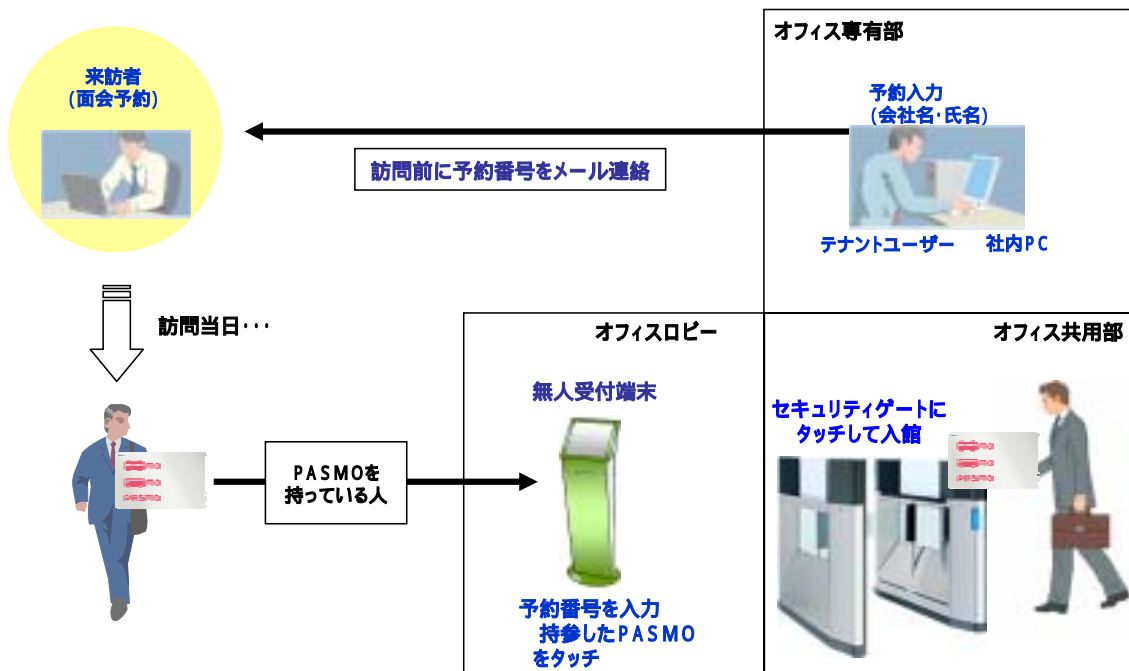 オフィス専有部
来訪者
(面会予約)
予約入力
(会社名・氏名)
訪問前に予約番号をメール連絡
テナントユーザー 社内PC
訪問当日・・・
オフィスロビー
オフィス共用部
無人受付端末
セキュリティゲートに
タッチして入館
PASMOを
持っている人
予約番号を入力
持参したPASMO
をタッチ
PASMO
PASMO
PASMO
PASMO
PASMO
PASMO